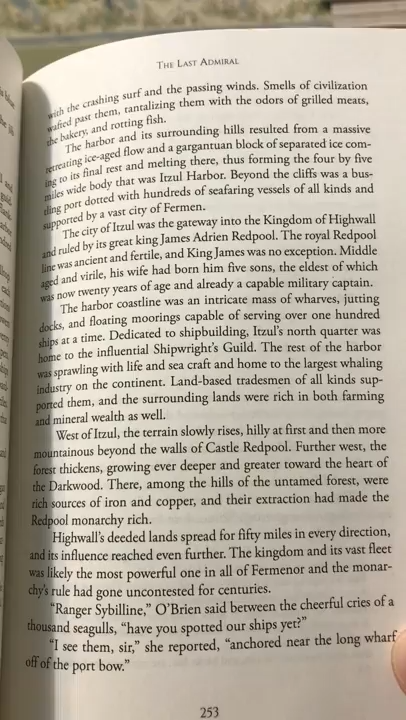 THE LAST ADMIRAL
with the crashing surf and the passing winds. Smells of civilization
wafted past them, tantalizing them with the odors of grilled meats,
the bakery, and rotting fish.
The harbor and its surrounding hills resulted from a massive
retreating ice-aged flow and a gargantuan block of separated ice com-
ing to its final rest and melting there, thus forming the four by five
miles wide body that was Itzul Harbor. Beyond the cliffs was a bus-
tling port dotted with hundreds of seafaring vessels of all kinds and
supported by a vast city of Fermen.
The city of Itzul was the gateway into the Kingdom of Highwall
and ruled by its great king James Adrien Redpool. The royal Redpool
line was ancient and fertile, and King James was no exception. Middle
aged and virile, his wife had born him five sons, the eldest of which
was now twenty years of age and already a capable military captain.
The harbor coastline was an intricate mass of wharves, jutting
docks, and floating moorings capable of serving over one hundred
ships at a time. Dedicated to shipbuilding, Itzul's north quarter was
home to the influential Shipwright's Guild. The rest of the harbor
was sprawling with life and sea craft and home to the largest whaling
industry on the continent. Land-based tradesmen of all kinds sup-
ported them, and the surrounding lands were rich in both farming
and mineral wealth as well.
West of Itzul, the terrain slowly rises, hilly at first and then more
mountainous beyond the walls of Castle Redpool. Further west, the
forest thickens, growing ever deeper and greater toward the heart of
the Darkwood. There, among the hills of the untamed forest, were
rich sources of iron and copper, and their extraction had made the
Redpool monarchy rich.
Highwall's deeded lands spread for fifty miles in every direction,
and its influence reached even further. The kingdom and its vast fleet
was likely the most powerful one in all of Fermenor and the monar-
chy's rule had gone uncontested for centuries.
"Ranger Sybilline," O'Brien said between the cheerful cries of a
thousand seagulls, "have you spotted our ships yet?"
"I see them, sir," she reported, "anchored near the long wharf
off of the port bow."
253